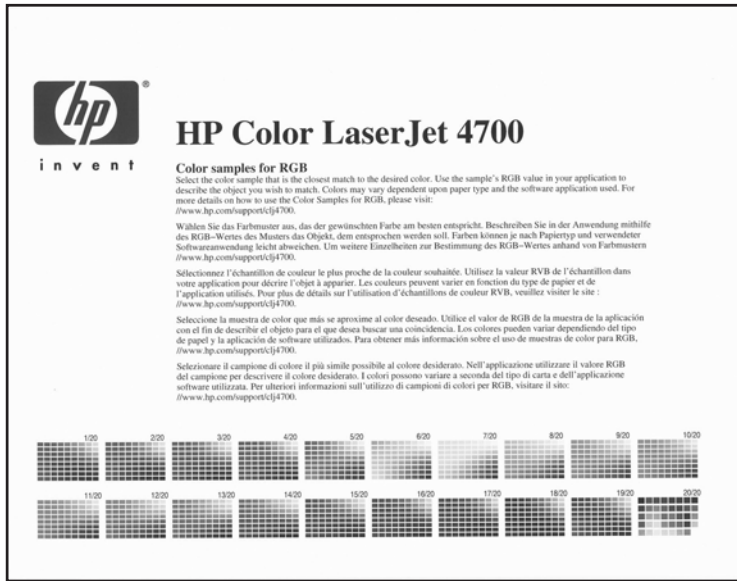 hp®
invent
HP Color LaserJet 4700
Color samples for RGB
Select the color sample that is the closest match to the desired color. Use the sample's RGB value in your application to
describe the object you wish to match. Colors may vary dependent upon paper type and the software application used. For
more details on how to use the Color Samples for RGB, please visit:
//www.hp.com/support/clj4700.
Wählen Sie das Farbmuster aus, das der gewünschten Farbe am besten entspricht. Beschreiben Sie in der Anwendung mithilfe
des RGB–Wertes des Musters das Objekt, dem entsprochen werden soll. Farben können je nach Papiertyp und verwendeter
Softwareanwendung leicht abweichen. Um weitere Einzelheiten zur Bestimmung des RGB–Wertes anhand von Farbmustern
//www.hp.com/support/clj4700.
Sélectionnez l'échantillon de couleur le plus proche de la couleur souhaitée. Utilisez la valeur RVB de l'échantillon dans
votre application pour décrire l'objet à apparier. Les couleurs peuvent varier en fonction du type de papier et de
l'application utilisés. Pour plus de détails sur l'utilisation d'échantillons de couleur RVB, veuillez visiter le site :
//www.hp.com/support/clj4700.
Seleccione la muestra de color que más se aproxime al color deseado. Utilice el valor de RGB de la muestra de la aplicación
con el fin de describir el objeto para el que desea buscar una coincidencia. Los colores pueden variar dependiendo del tipo
de papel y la aplicación de software utilizados. Para obtener más información sobre el uso de muestras de color para RGB,
//www.hp.com/support/clj4700.
Selezionare il campione di colore il più simile possibile al colore desiderato. Nell'applicazione utilizzare il valore RGB
del campione per descrivere il colore desiderato. I colori possono variare a seconda del tipo di carta e dell'applicazione
software utilizzata. Per ulteriori informazioni sull'utilizzo di campioni di colori per RGB, visitare il sito:
//www.hp.com/support/clj4700.
1/20 2/20 3/20 4/20 5/20 6/20 7/20 8/20 9/20 10/20
11/20 12/20 13/20 14/20 15/20 16/20 17/20 18/20 19/20 20/20